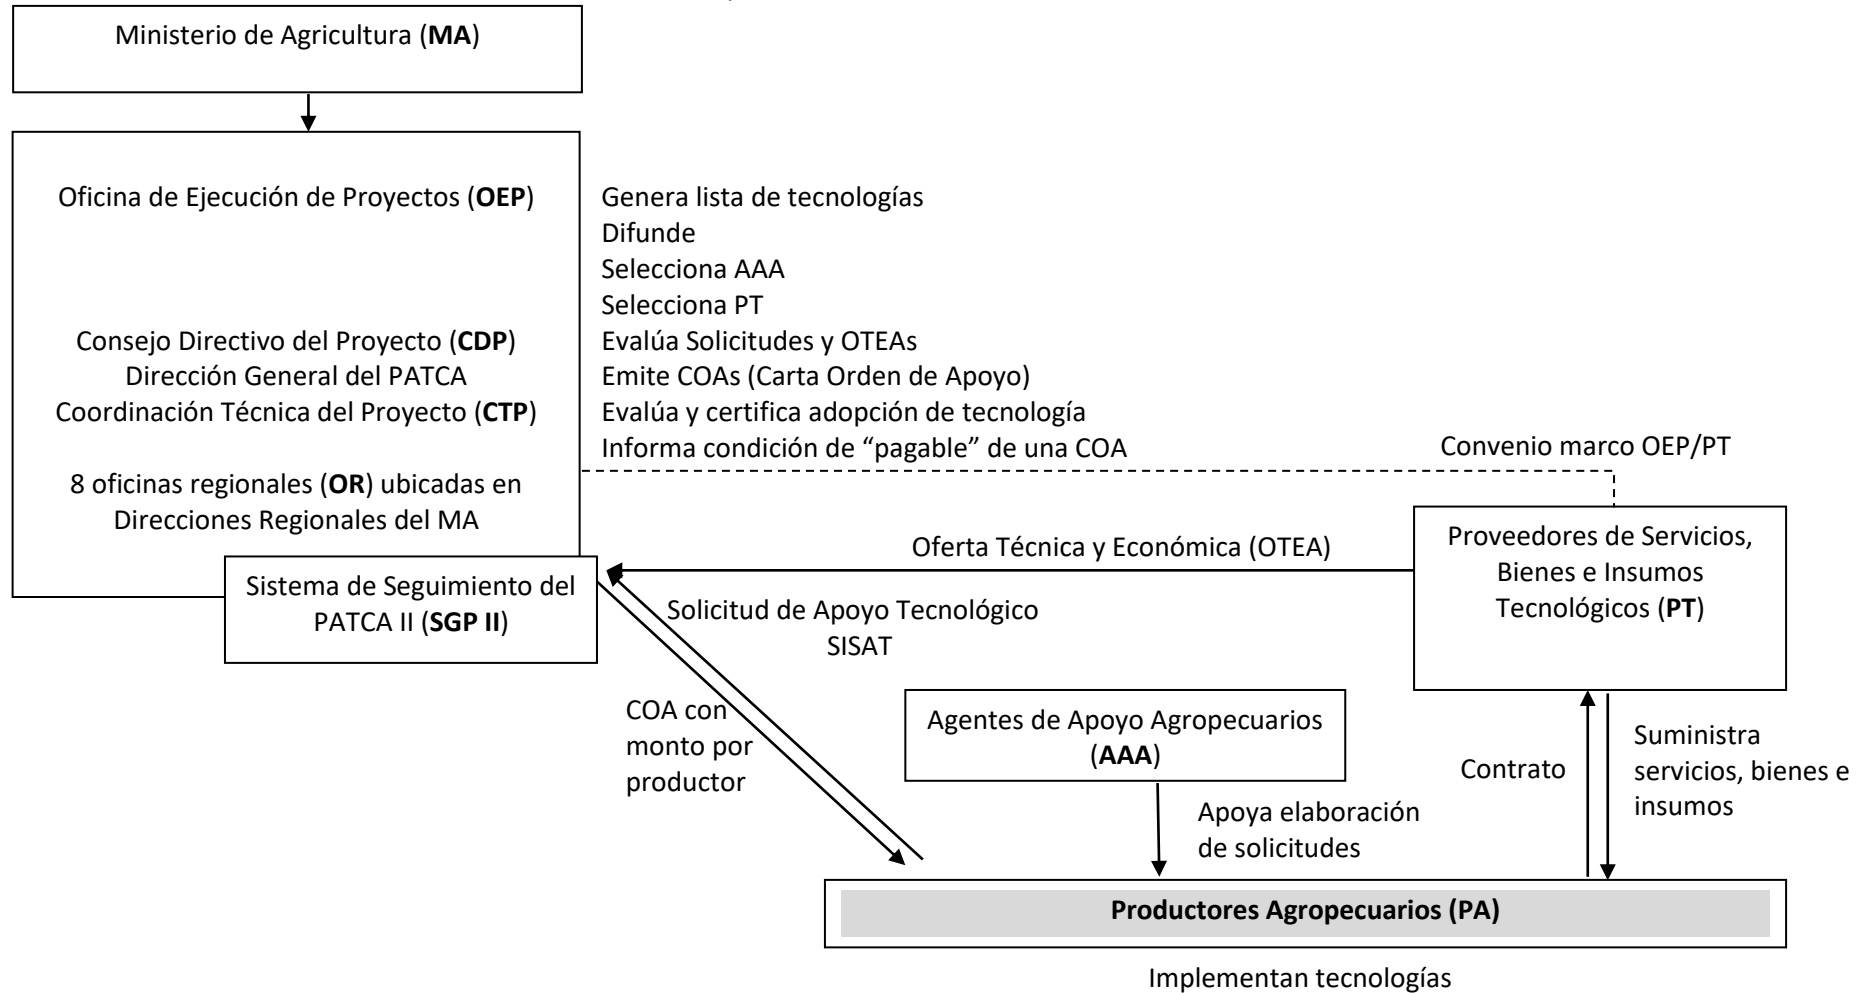 Ministerio de Agricultura (MA)
Oficina de Ejecución de Proyectos (OEP)
Consejo Directivo del Proyecto (CDP)
Dirección General del PATCA
Coordinación Técnica del Proyecto (CTP)
8 oficinas regionales (OR) ubicadas en
Direcciones Regionales del MA
Genera lista de tecnologías
Difunde
Selecciona AAA
Selecciona PT
Evalúa Solicitudes y OTEAs
Emite COAs (Carta Orden de Apoyo)
Evalúa y certifica adopción de tecnología
Informa condición de “pagable” de una COA
Convenio marco OEP/PT
Sistema de Seguimiento del
PATCA II (SGP II)
Oferta Técnica y Económica (OTEA)
Proveedores de Servicios,
Bienes e Insumos
Tecnológicos (PT)
Solicitud de Apoyo Tecnológico
SISAT
COA con
monto por
productor
Agentes de Apoyo Agropecuarios
(AAA)
Apoya elaboración
de solicitudes
Contrato
Suministra
servicios, bienes e
insumos
Productores Agropecuarios (PA)
Implementan tecnologías